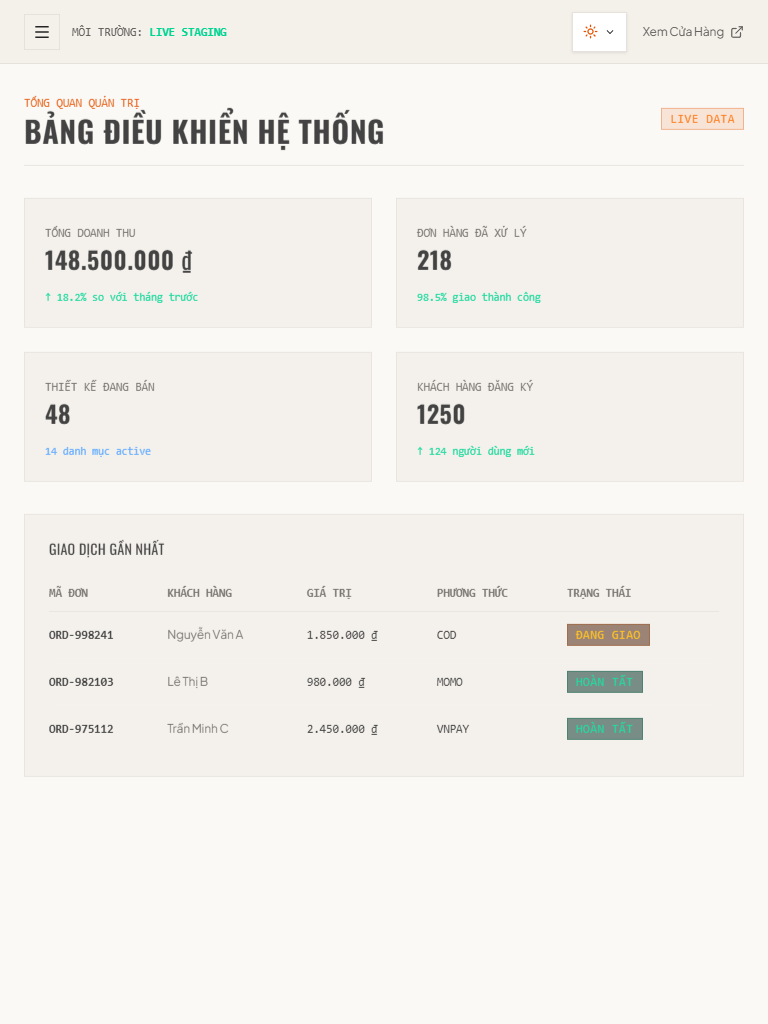 MÔI TRƯỜNG: LIVE STAGING
Xem Cửa Hàng
TỔNG QUAN QUẢN TRỊ
BẢNG ĐIỀU KHIỂN HỆ THỐNG
LIVE DATA
TỔNG DOANH THU
148.500.000 ₫
↑ 18.2% so với tháng trước
ĐƠN HÀNG ĐÃ XỬ LÝ
218
98.5% giao thành công
THIẾT KẾ ĐANG BÁN
48
14 danh mục active
KHÁCH HÀNG ĐĂNG KÝ
1250
↑ 124 người dùng mới
GIAO DỊCH GẦN NHẤT
MÃ ĐƠN KHÁCH HÀNG GIÁ TRỊ PHƯƠNG THỨC TRẠNG THÁI
ORD-998241 Nguyễn Văn A 1.850.000 ₫ COD ĐANG GIAO
ORD-982103 Lê Thị B 980.000 ₫ MOMO HOÀN TẤT
ORD-975112 Trần Minh C 2.450.000 ₫ VNPAY HOÀN TẤT